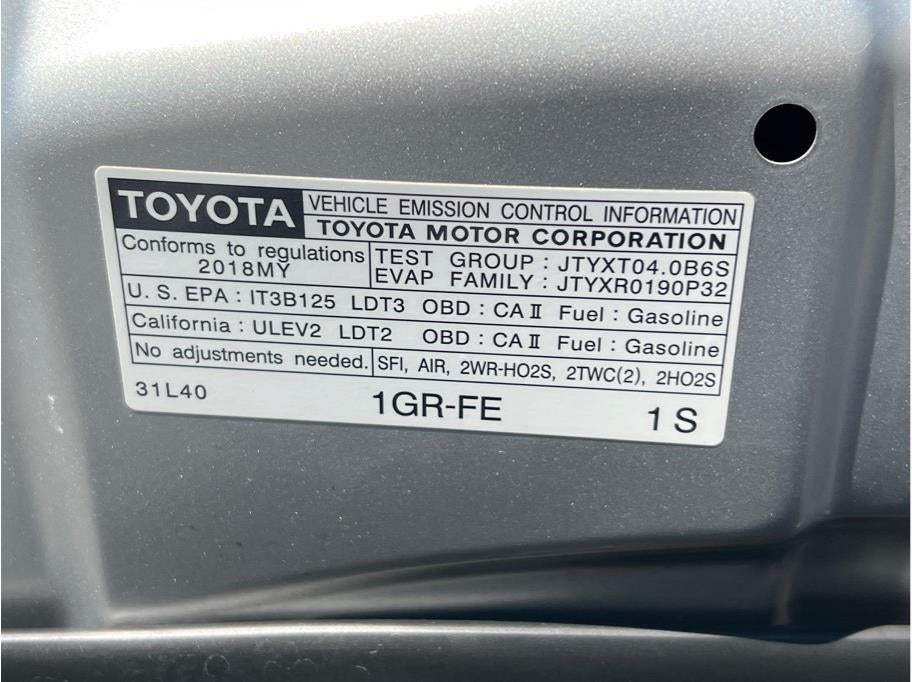 TOYOTA VEHICLE EMISSION CONTROL INFORMATION
TOYOTA MOTOR CORPORATION
Conforms to regulations
2018MY
TEST GROUP : JTYXT04.0B6S
EVAP FAMILY : JTYXR0190P32
U. S. EPA : IT3B125 LDT3 OBD : CA II Fuel : Gasoline
California : ULEV2 LDT2 OBD : CA II Fuel : Gasoline
No adjustments needed. SFI, AIR, 2WR-HO2S, 2TWC(2), 2HO2S
31L40 1GR-FE 1 S